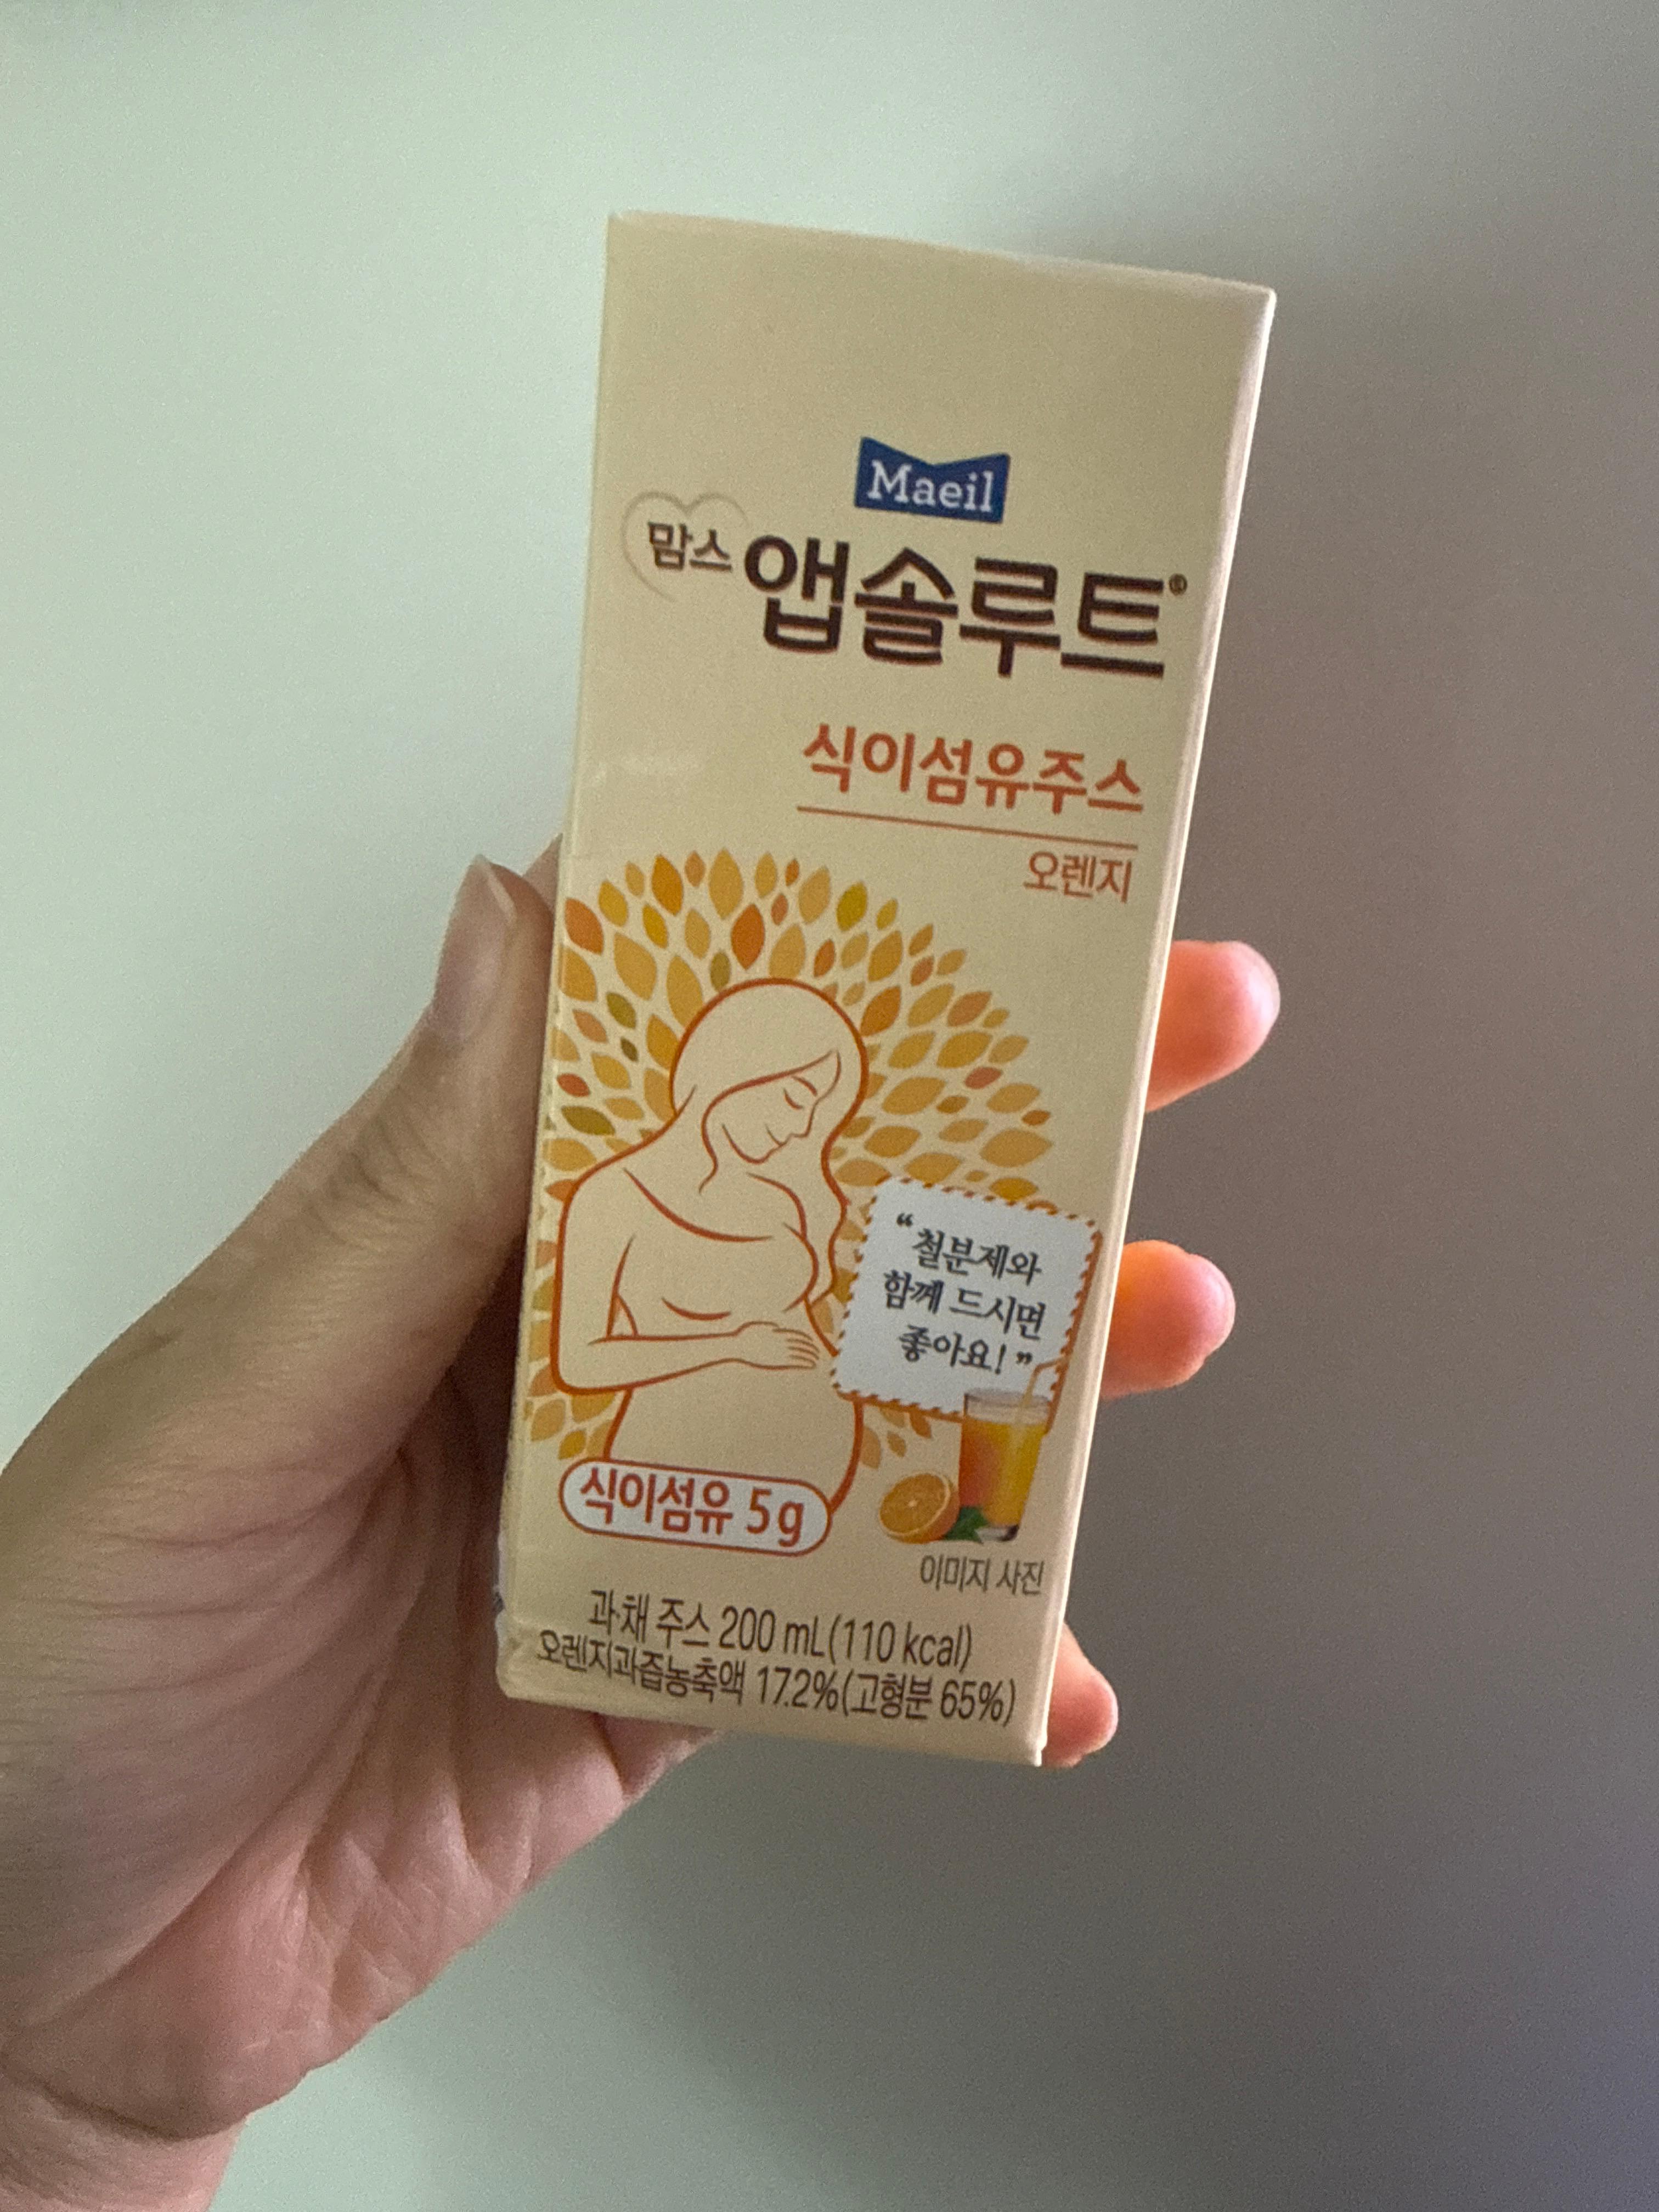 Maeil
맘스 앱솔루트®
식이섬유주스
오렌지
“철분제와
함께 드시면
좋아요!”
식이섬유 5g
이미지 사진
과·채 주스 200 mL(110 kcal)
오렌지과즙농축액 17.2%(고형분 65%)